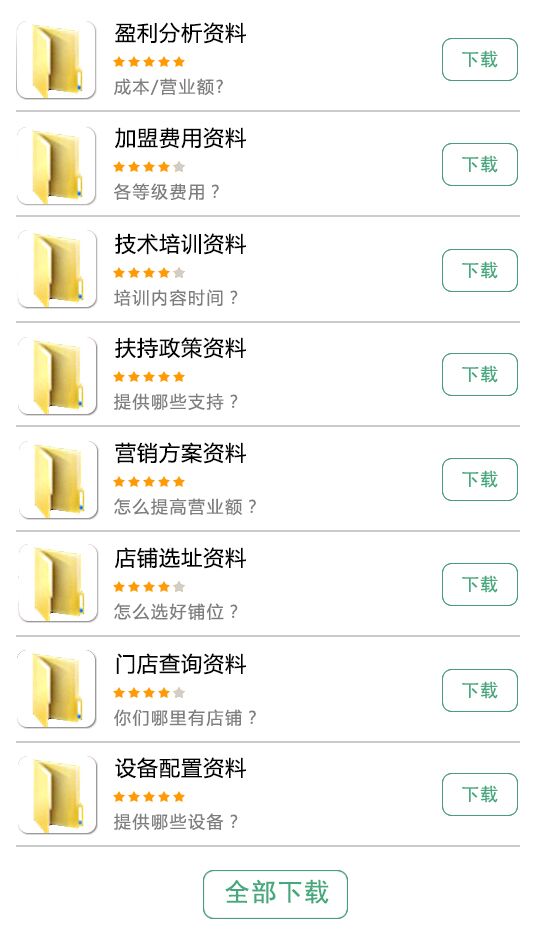 盈利分析资料
下载
成本/营业额?
加盟费用资料
下载
各等级费用？
技术培训资料
下载
培训内容时间？
扶持政策资料
下载
提供哪些支持？
营销方案资料
下载
怎么提高营业额？
店铺选址资料
下载
怎么选好铺位？
门店查询资料
下载
你们哪里有店铺？
设备配置资料
下载
提供哪些设备？
全部下载